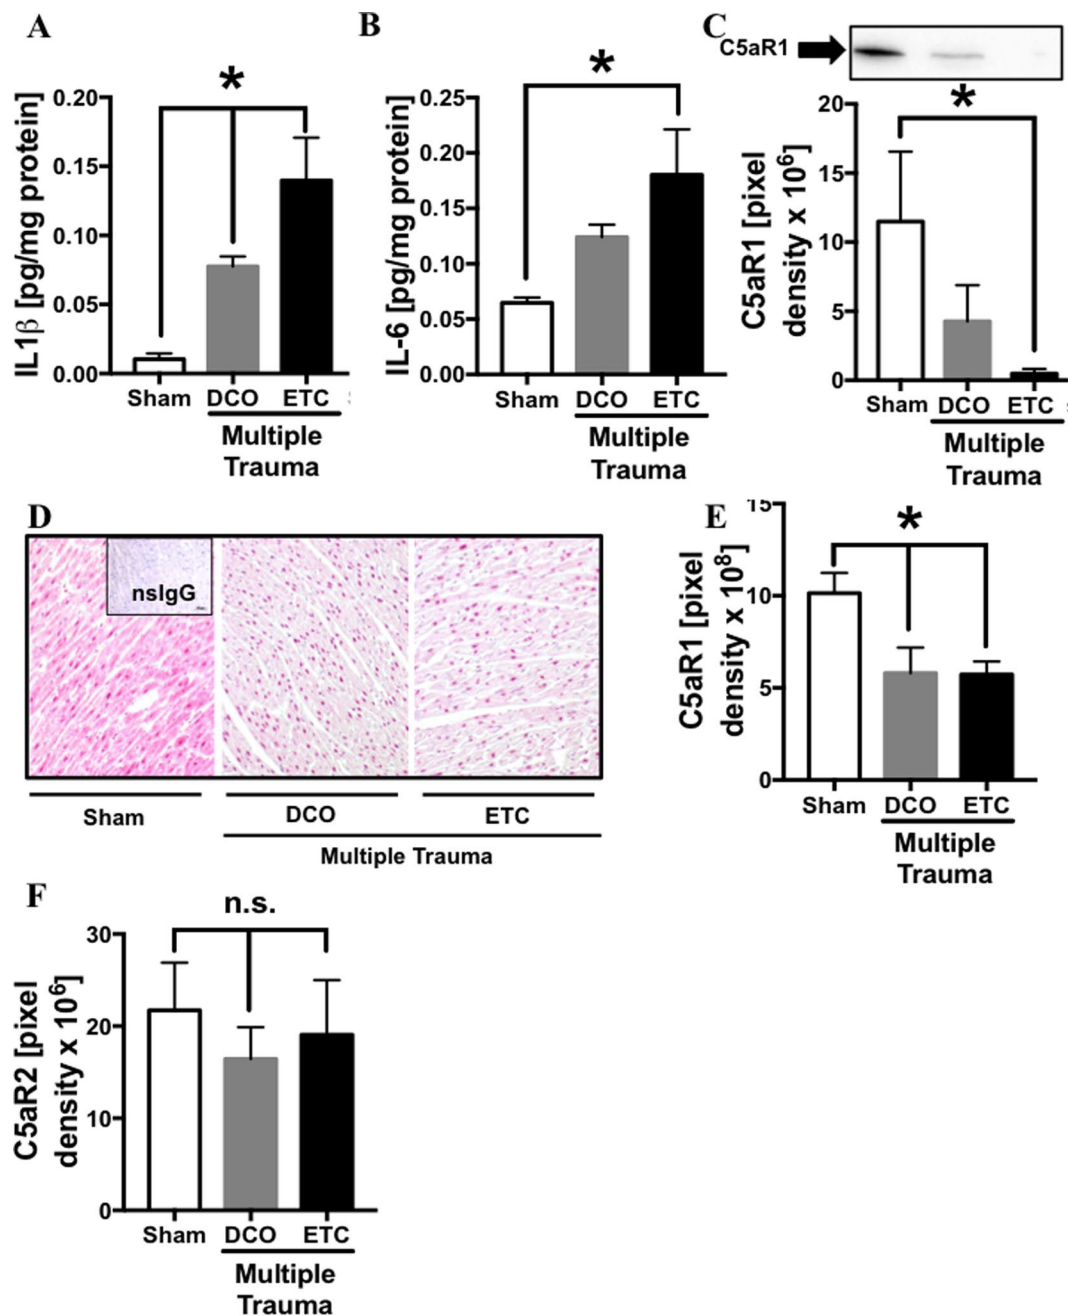 A
*
IL1β [pg/mg protein]
0.20
0.15
0.10
0.05
0.00
Sham DCO ETC
Multiple
Trauma
B
*
IL-6 [pg/mg protein]
0.25
0.20
0.15
0.10
0.05
0.00
Sham DCO ETC
Multiple
Trauma
C
C5aR1
*
C5aR1 [pixel
density x 10⁶]
20
15
10
5
0
Sham DCO ETC
Multiple
Trauma
D
nsIgG
Sham DCO ETC
Multiple Trauma
E
*
C5aR1 [pixel
density x 10⁸]
15
10
5
0
Sham DCO ETC
Multiple
Trauma
F
n.s.
C5aR2 [pixel
density x 10⁶]
30
20
10
0
Sham DCO ETC
Multiple
Trauma